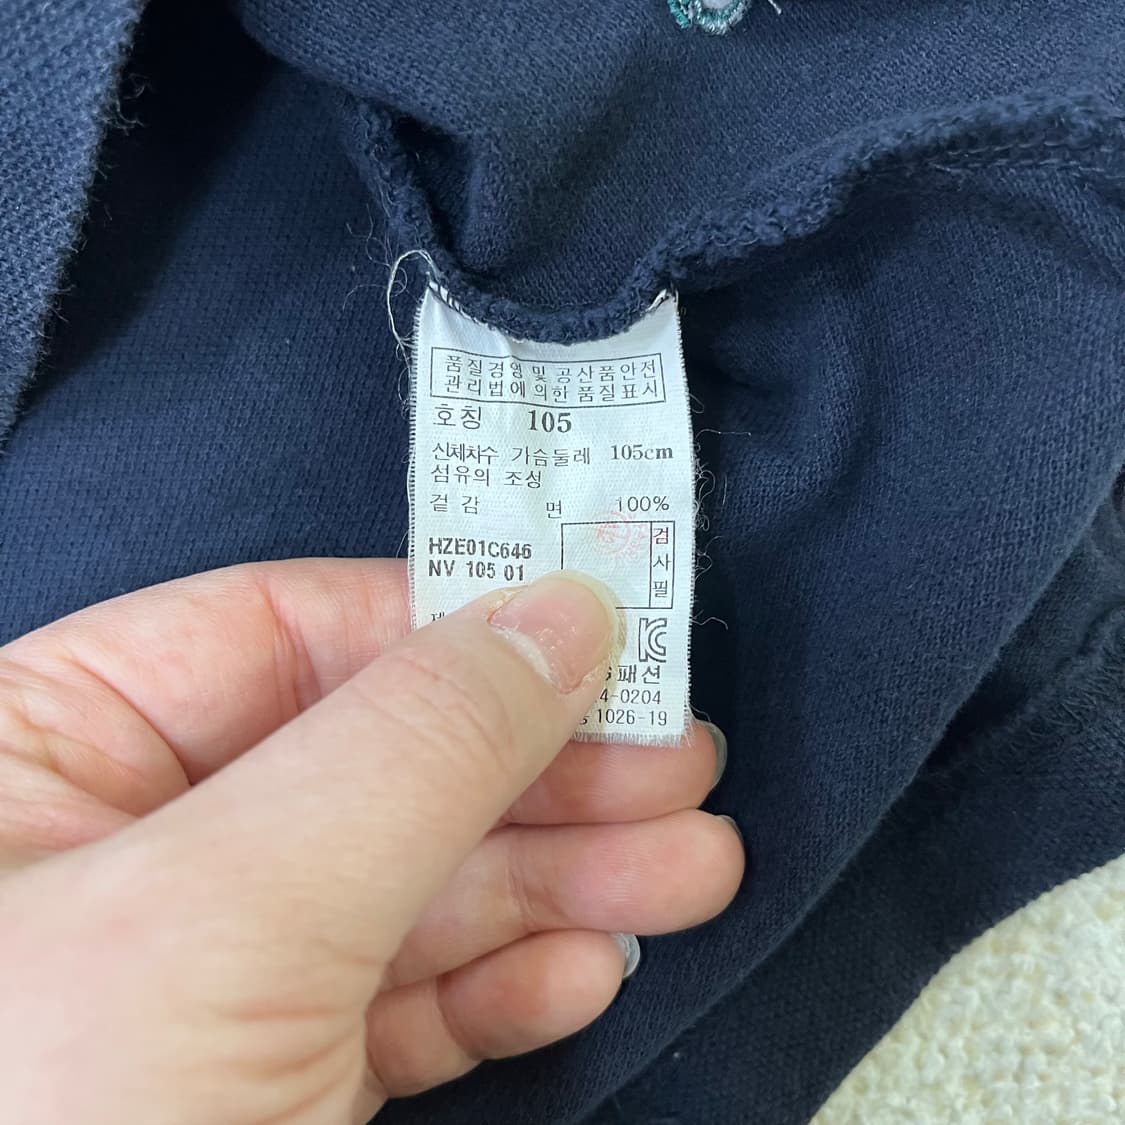 품질경영 및 공산품안전
관리법에 의한 품질표시
호칭 105
신체치수 가슴둘레 105cm
섬유의 조성
겉감 면 100%
검사필
HZE01C646
NV 105 01
KC
패션
4-0204
1026-19